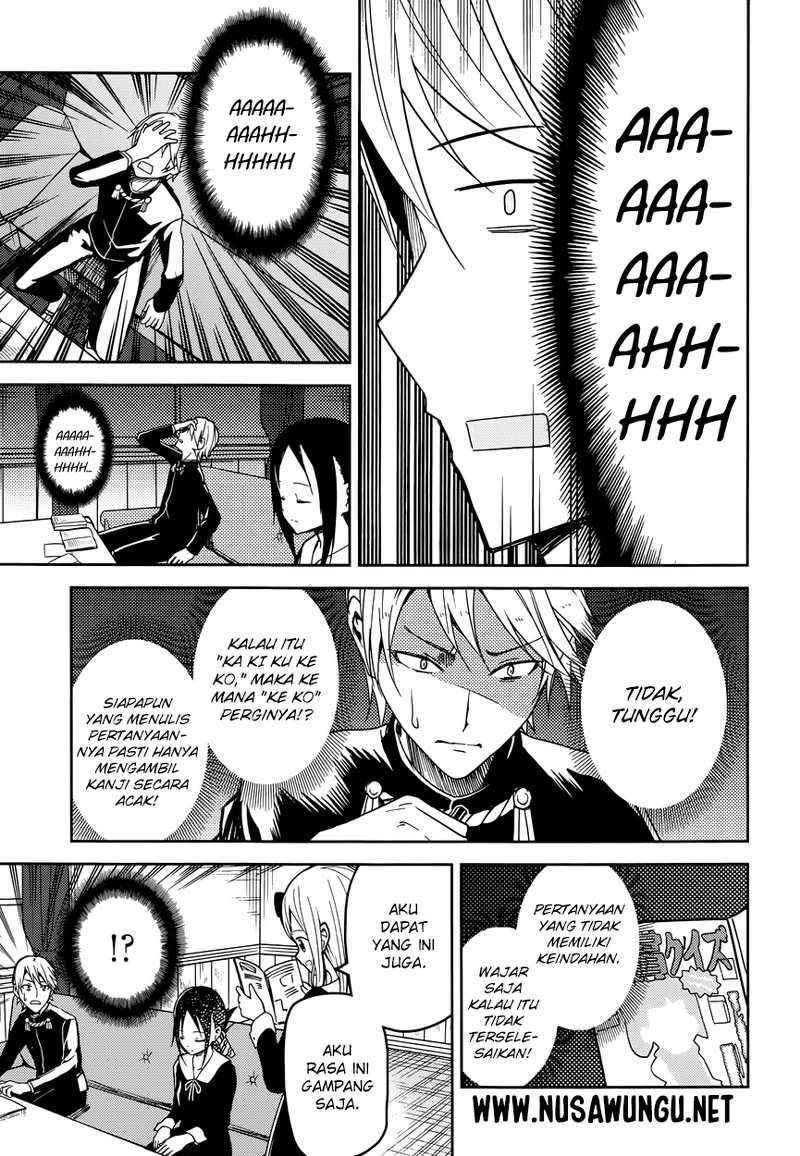 AAA-
AAA-
AAA-
AHH-
HHH
AAAAA-
AAAHH-
HHHHH
AAAAA-
AAAHH-
HHHH...
TIDAK,
TUNGGU!
KALAU ITU
"KA KI KU KE
KO," MAKA KE
MANA "KE KO"
PERGINYA!?
SIAPAPUN
YANG MENULIS
PERTANYAAN-
NYA PASTI HANYA
MENGAMBIL
KANJI SECARA
ACAK!
PERTANYAAN
YANG TIDAK
MEMILIKI
KEINDAHAN.
WAJAR
SAJA
KALAU ITU
TIDAK
TERSELE-
SAIKAN!
クイズ
AKU
DAPAT
YANG INI
JUGA.
AKU
RASA INI
GAMPANG
SAJA.
!?
WWW.NUSAWUNGU.NET